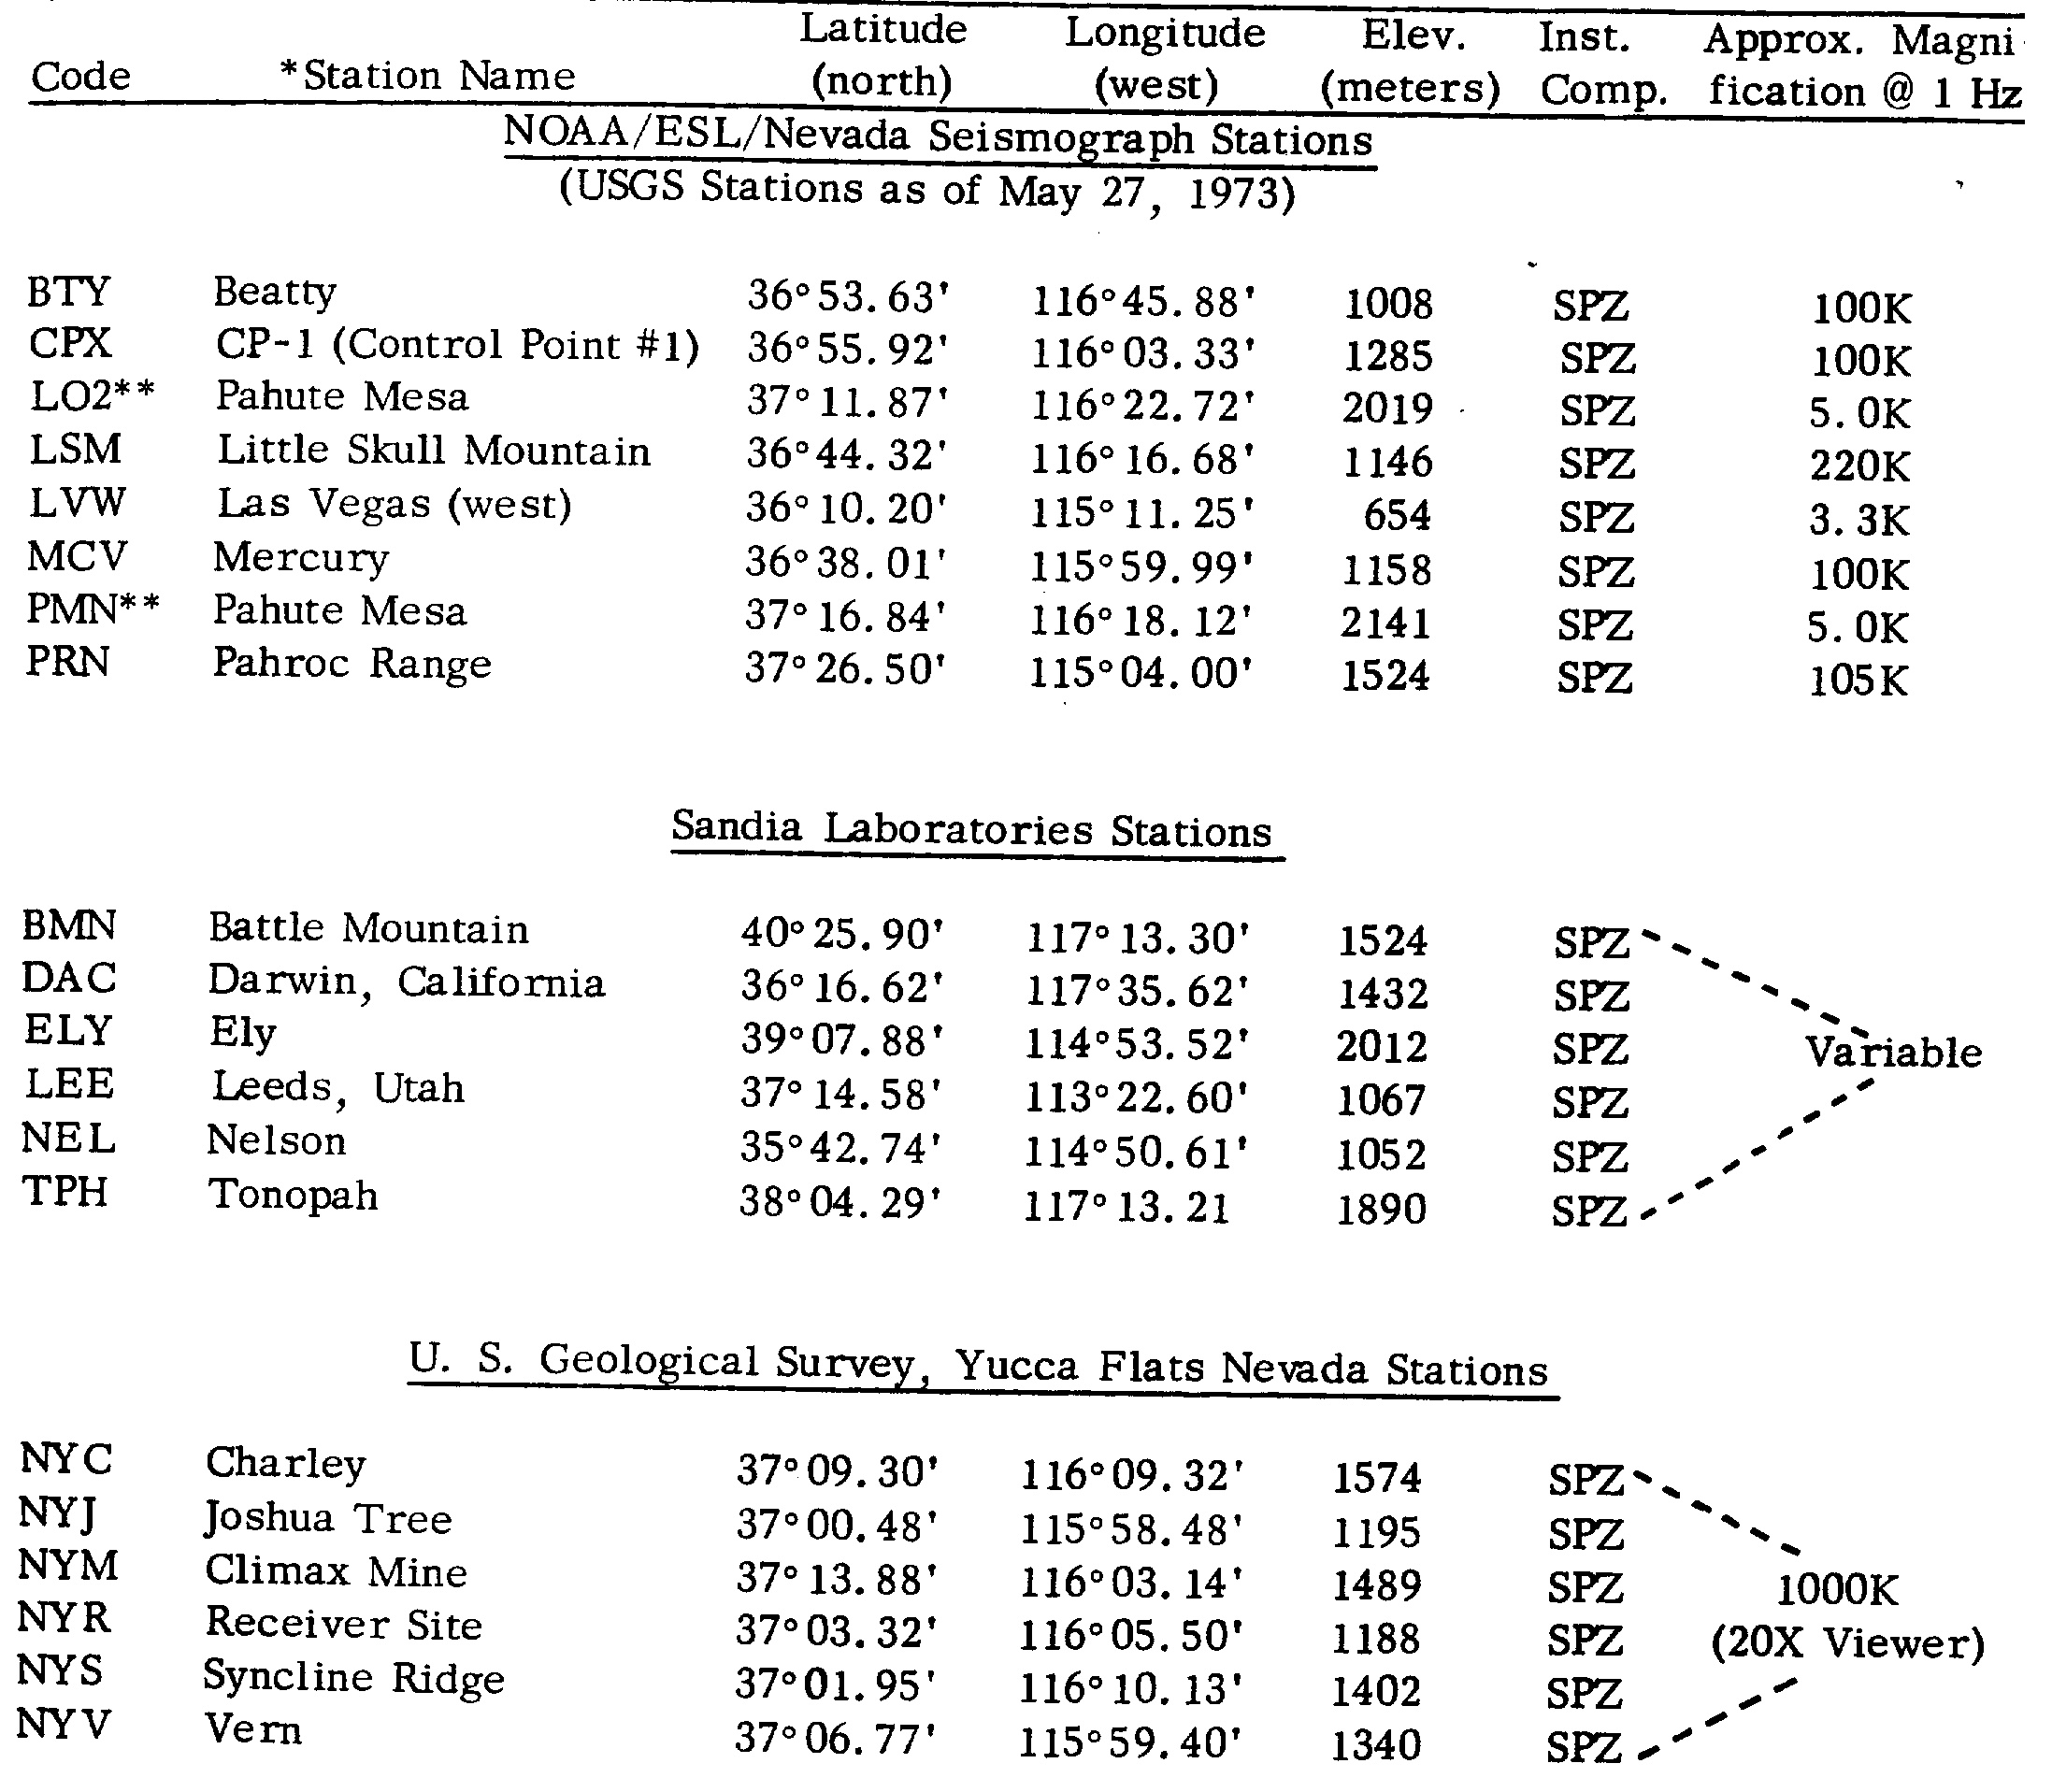 Latitude Longitude Elev. Inst. Approx. Magni
Code *Station Name (north) (west) (meters) Comp. fication @ 1 Hz
NOAA/ESL/Nevada Seismograph Stations
(USGS Stations as of May 27, 1973)
BTY Beatty 36°53.63' 116°45.88' 1008 SPZ 100K
CPX CP-1 (Control Point #1) 36°55.92' 116°03.33' 1285 SPZ 100K
LO2** Pahute Mesa 37°11.87' 116°22.72' 2019 SPZ 5.0K
LSM Little Skull Mountain 36°44.32' 116°16.68' 1146 SPZ 220K
LVW Las Vegas (west) 36°10.20' 115°11.25' 654 SPZ 3.3K
MCV Mercury 36°38.01' 115°59.99' 1158 SPZ 100K
PMN** Pahute Mesa 37°16.84' 116°18.12' 2141 SPZ 5.0K
PRN Pahroc Range 37°26.50' 115°04.00' 1524 SPZ 105K
Sandia Laboratories Stations
BMN Battle Mountain 40°25.90' 117°13.30' 1524 SPZ
DAC Darwin, California 36°16.62' 117°35.62' 1432 SPZ
ELY Ely 39°07.88' 114°53.52' 2012 SPZ Variable
LEE Leeds, Utah 37°14.58' 113°22.60' 1067 SPZ
NEL Nelson 35°42.74' 114°50.61' 1052 SPZ
TPH Tonopah 38°04.29' 117°13.21 1890 SPZ
U. S. Geological Survey, Yucca Flats Nevada Stations
NYC Charley 37°09.30' 116°09.32' 1574 SPZ
NYJ Joshua Tree 37°00.48' 115°58.48' 1195 SPZ
NYM Climax Mine 37°13.88' 116°03.14' 1489 SPZ 1000K
NYR Receiver Site 37°03.32' 116°05.50' 1188 SPZ (20X Viewer)
NYS Syncline Ridge 37°01.95' 116°10.13' 1402 SPZ
NYV Vern 37°06.77' 115°59.40' 1340 SPZ